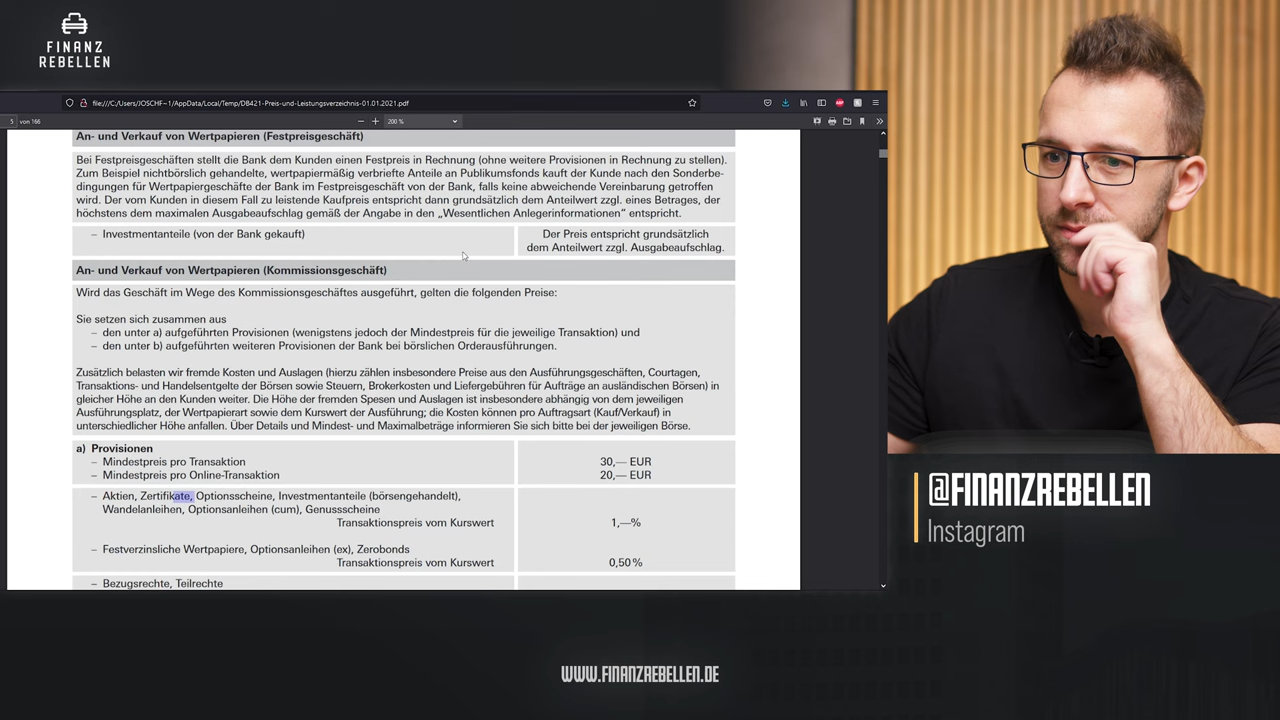 FINANZ
REBELLEN
file:///C:/Users/JOSCHF~1/AppData/Local/Temp/DB421-Preis-und-Leistungsverzeichnis-01.01.2021.pdf
5 von 166
200 %
An- und Verkauf von Wertpapieren (Festpreisgeschäft)
Bei Festpreisgeschäften stellt die Bank dem Kunden einen Festpreis in Rechnung (ohne weitere Provisionen in Rechnung zu stellen).
Zum Beispiel nichtbörslich gehandelte, wertpapiermäßig verbriefte Anteile an Publikumsfonds kauft der Kunde nach den Sonderbe-
dingungen für Wertpapiergeschäfte der Bank im Festpreisgeschäft von der Bank, falls keine abweichende Vereinbarung getroffen
wird. Der vom Kunden in diesem Fall zu leistende Kaufpreis entspricht dann grundsätzlich dem Anteilwert zzgl. eines Betrages, der
höchstens dem maximalen Ausgabeaufschlag gemäß der Angabe in den „Wesentlichen Anlegerinformationen“ entspricht.
– Investmentanteile (von der Bank gekauft)
Der Preis entspricht grundsätzlich
dem Anteilwert zzgl. Ausgabeaufschlag.
An- und Verkauf von Wertpapieren (Kommissionsgeschäft)
Wird das Geschäft im Wege des Kommissionsgeschäftes ausgeführt, gelten die folgenden Preise:
Sie setzen sich zusammen aus
– den unter a) aufgeführten Provisionen (wenigstens jedoch der Mindestpreis für die jeweilige Transaktion) und
– den unter b) aufgeführten weiteren Provisionen der Bank bei börslichen Orderausführungen.
Zusätzlich belasten wir fremde Kosten und Auslagen (hierzu zählen insbesondere Preise aus den Ausführungsgeschäften, Courtagen,
Transaktions- und Handelsentgelte der Börsen sowie Steuern, Brokerkosten und Liefergebühren für Aufträge an ausländischen Börsen) in
gleicher Höhe an den Kunden weiter. Die Höhe der fremden Spesen und Auslagen ist insbesondere abhängig von dem jeweiligen
Ausführungsplatz, der Wertpapierart sowie dem Kurswert der Ausführung; die Kosten können pro Auftragsart (Kauf/Verkauf) in
unterschiedlicher Höhe anfallen. Über Details und Mindest- und Maximalbeträge informieren Sie sich bitte bei der jeweiligen Börse.
a) Provisionen
– Mindestpreis pro Transaktion 30,— EUR
– Mindestpreis pro Online-Transaktion 20,— EUR
– Aktien, Zertifikate, Optionsscheine, Investmentanteile (börsengehandelt),
Wandelanleihen, Optionsanleihen (cum), Genussscheine
Transaktionspreis vom Kurswert 1,—%
– Festverzinsliche Wertpapiere, Optionsanleihen (ex), Zerobonds
Transaktionspreis vom Kurswert 0,50 %
– Bezugsrechte, Teilrechte
@FINANZREBELLEN
Instagram
WWW.FINANZREBELLEN.DE